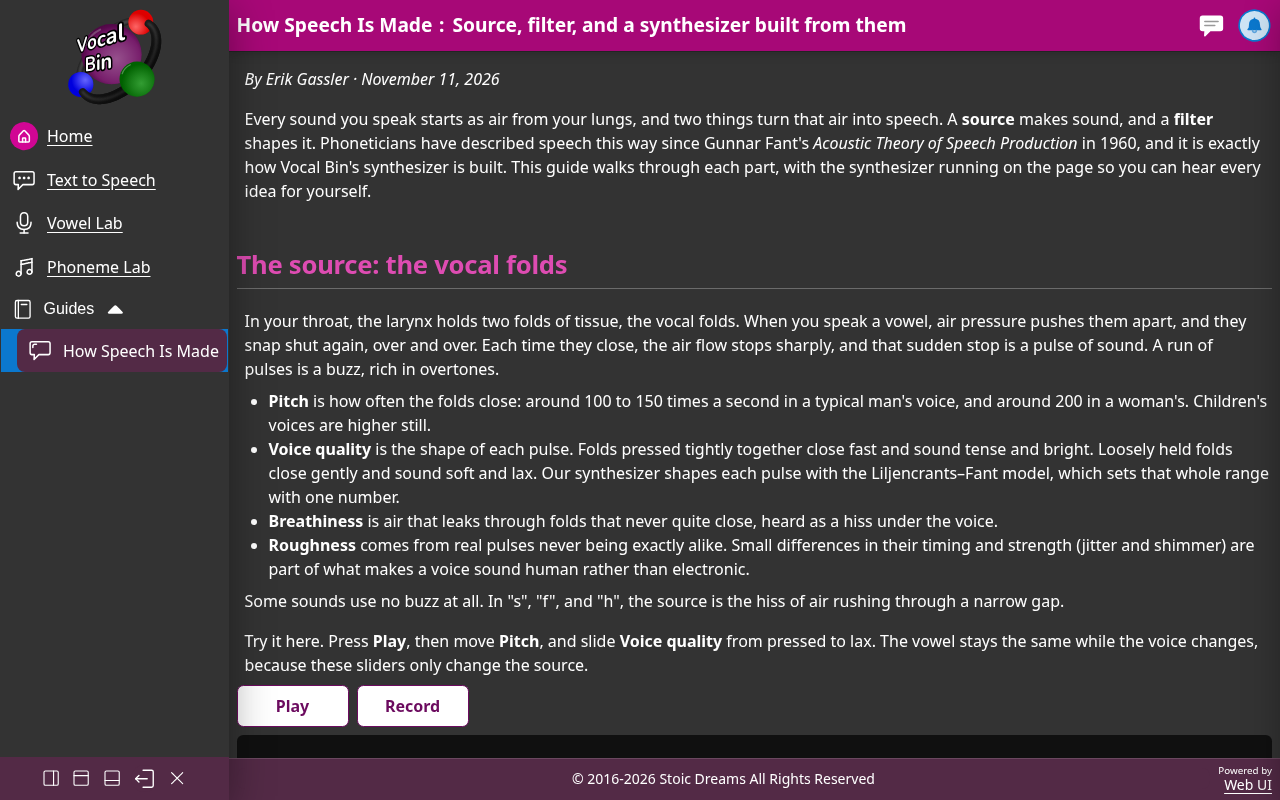 Vocal
Bin
Home
Text to Speech
Vowel Lab
Phoneme Lab
Guides
How Speech Is Made
How Speech Is Made : Source, filter, and a synthesizer built from them
By Erik Gassler · November 11, 2026
Every sound you speak starts as air from your lungs, and two things turn that air into speech. A source makes sound, and a filter
shapes it. Phoneticians have described speech this way since Gunnar Fant's Acoustic Theory of Speech Production in 1960, and it is exactly
how Vocal Bin's synthesizer is built. This guide walks through each part, with the synthesizer running on the page so you can hear every
idea for yourself.
The source: the vocal folds
In your throat, the larynx holds two folds of tissue, the vocal folds. When you speak a vowel, air pressure pushes them apart, and they
snap shut again, over and over. Each time they close, the air flow stops sharply, and that sudden stop is a pulse of sound. A run of
pulses is a buzz, rich in overtones.
• Pitch is how often the folds close: around 100 to 150 times a second in a typical man's voice, and around 200 in a woman's. Children's
voices are higher still.
• Voice quality is the shape of each pulse. Folds pressed tightly together close fast and sound tense and bright. Loosely held folds
close gently and sound soft and lax. Our synthesizer shapes each pulse with the Liljencrants–Fant model, which sets that whole range
with one number.
• Breathiness is air that leaks through folds that never quite close, heard as a hiss under the voice.
• Roughness comes from real pulses never being exactly alike. Small differences in their timing and strength (jitter and shimmer) are
part of what makes a voice sound human rather than electronic.
Some sounds use no buzz at all. In "s", "f", and "h", the source is the hiss of air rushing through a narrow gap.
Try it here. Press Play, then move Pitch, and slide Voice quality from pressed to lax. The vowel stays the same while the voice changes,
because these sliders only change the source.
Play
Record
© 2016-2026 Stoic Dreams All Rights Reserved
Powered by
Web UI